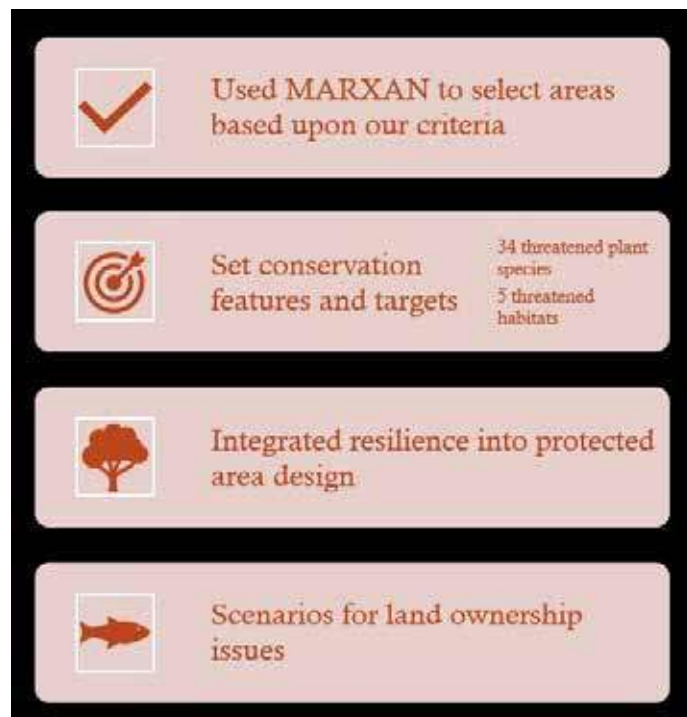 Used MARXAN to select areas
based upon our criteria
Set conservation
features and targets
34 threatened plant
species
5 threatened
habitats
Integrated resilience into protected
area design
Scenarios for land ownership
issues